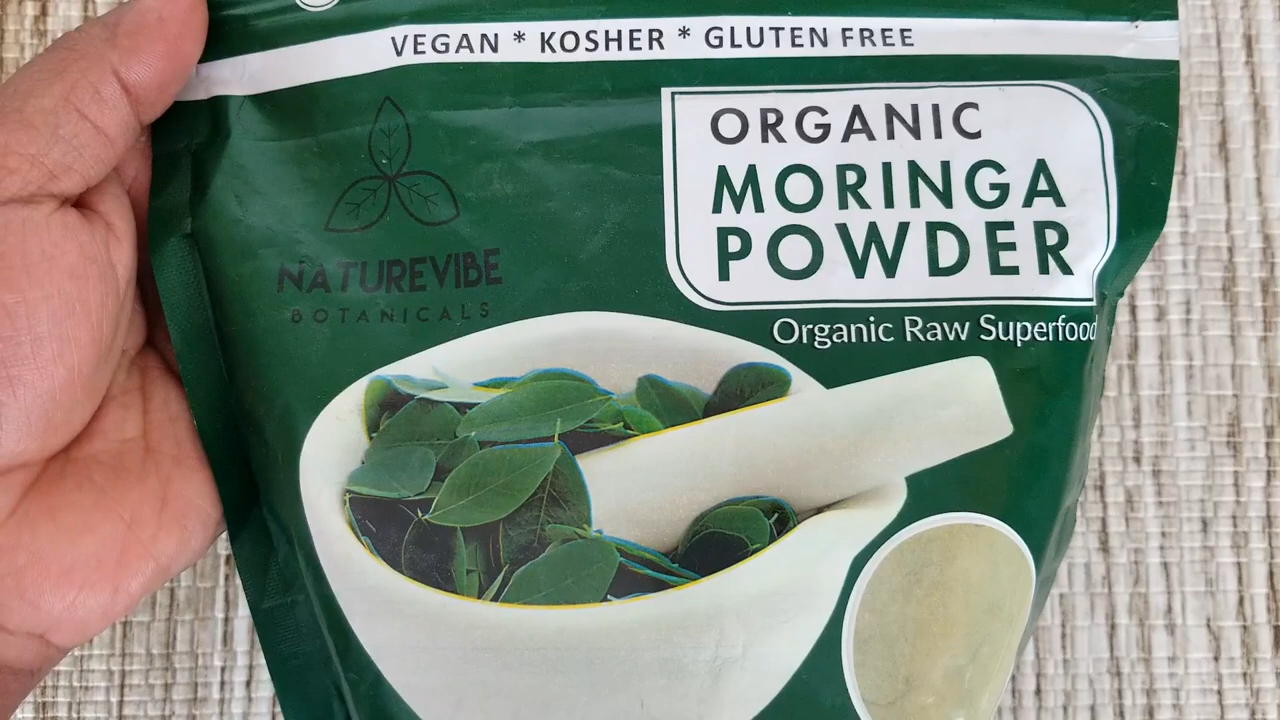 VEGAN * KOSHER * GLUTEN FREE
NATUREVIBE
BOTANICALS
ORGANIC
MORINGA
POWDER
Organic Raw Superfood